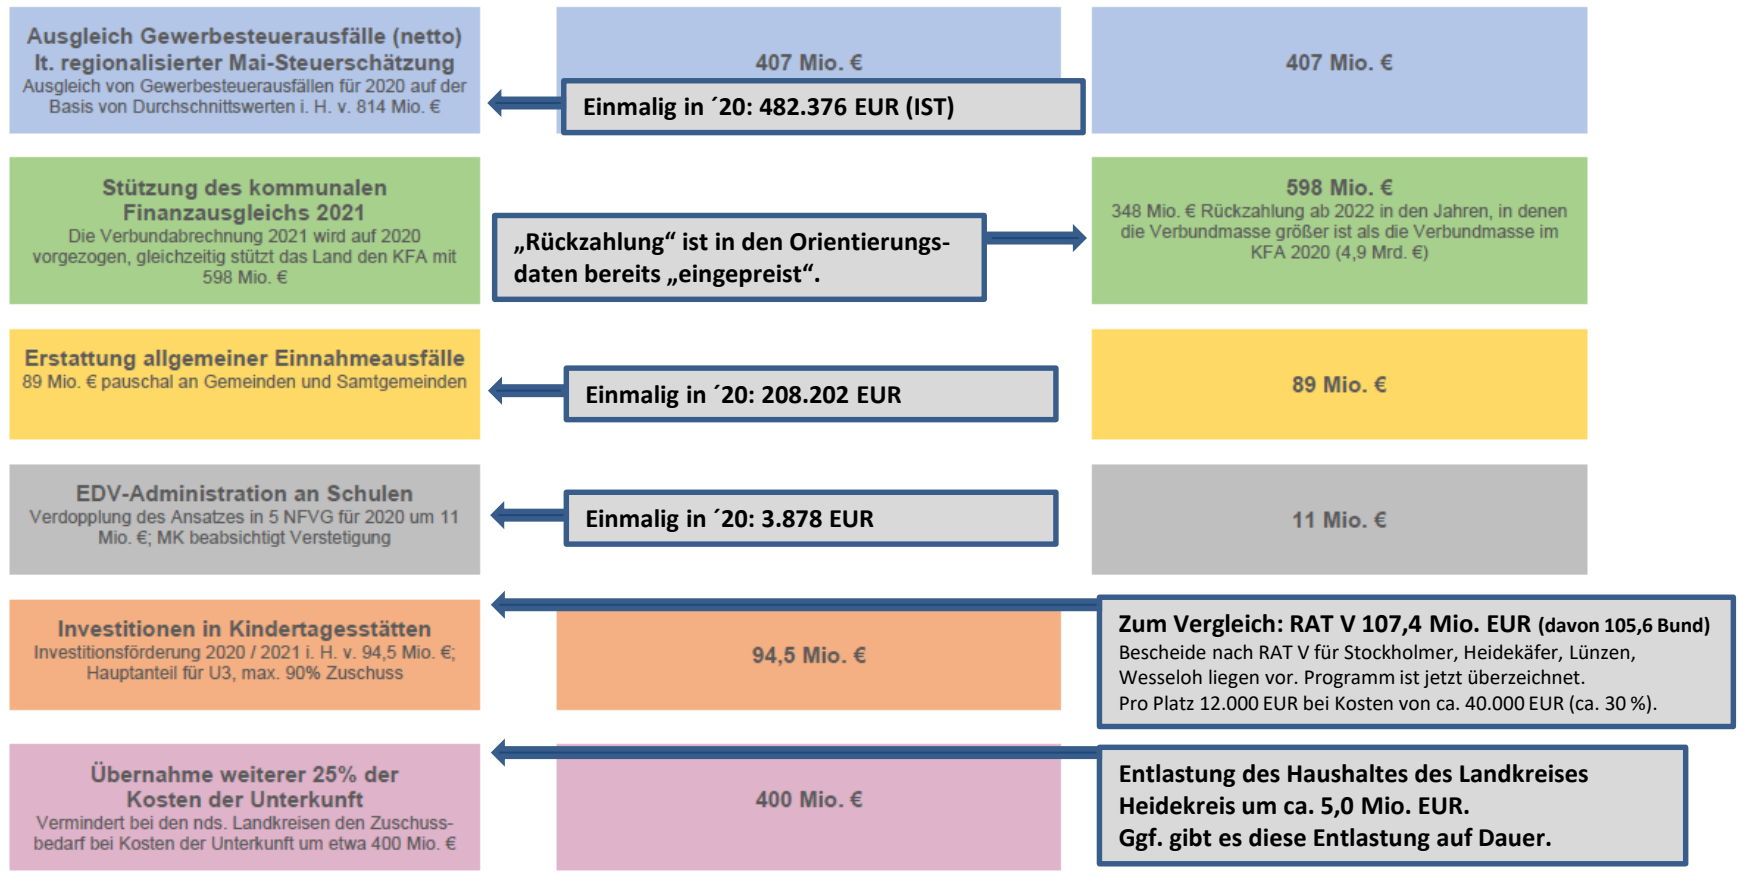 Ausgleich Gewerbesteuerausfälle (netto)
lt. regionalisierter Mai-Steuerschätzung
Ausgleich von Gewerbesteuerausfällen für 2020 auf der
Basis von Durchschnittswerten i. H. v. 814 Mio. €
407 Mio. €
407 Mio. €
Einmalig in ´20: 482.376 EUR (IST)
Stützung des kommunalen
Finanzausgleichs 2021
Die Verbundabrechnung 2021 wird auf 2020
vorgezogen, gleichzeitig stützt das Land den KFA mit
598 Mio. €
„Rückzahlung“ ist in den Orientierungs-
daten bereits „eingepreist“.
598 Mio. €
348 Mio. € Rückzahlung ab 2022 in den Jahren, in denen
die Verbundmasse größer ist als die Verbundmasse im
KFA 2020 (4,9 Mrd. €)
Erstattung allgemeiner Einnahmeausfälle
89 Mio. € pauschal an Gemeinden und Samtgemeinden
Einmalig in ´20: 208.202 EUR
89 Mio. €
EDV-Administration an Schulen
Verdopplung des Ansatzes in 5 NFVG für 2020 um 11
Mio. €; MK beabsichtigt Verstetigung
Einmalig in ´20: 3.878 EUR
11 Mio. €
Investitionen in Kindertagesstätten
Investitionsförderung 2020 / 2021 i. H. v. 94,5 Mio. €;
Hauptanteil für U3, max. 90% Zuschuss
94,5 Mio. €
Zum Vergleich: RAT V 107,4 Mio. EUR (davon 105,6 Bund)
Bescheide nach RAT V für Stockholmer, Heidekäfer, Lünzen,
Wesseloh liegen vor. Programm ist jetzt überzeichnet.
Pro Platz 12.000 EUR bei Kosten von ca. 40.000 EUR (ca. 30 %).
Übernahme weiterer 25% der
Kosten der Unterkunft
Vermindert bei den nds. Landkreisen den Zuschuss-
bedarf bei Kosten der Unterkunft um etwa 400 Mio. €
400 Mio. €
Entlastung des Haushaltes des Landkreises
Heidekreis um ca. 5,0 Mio. EUR.
Ggf. gibt es diese Entlastung auf Dauer.